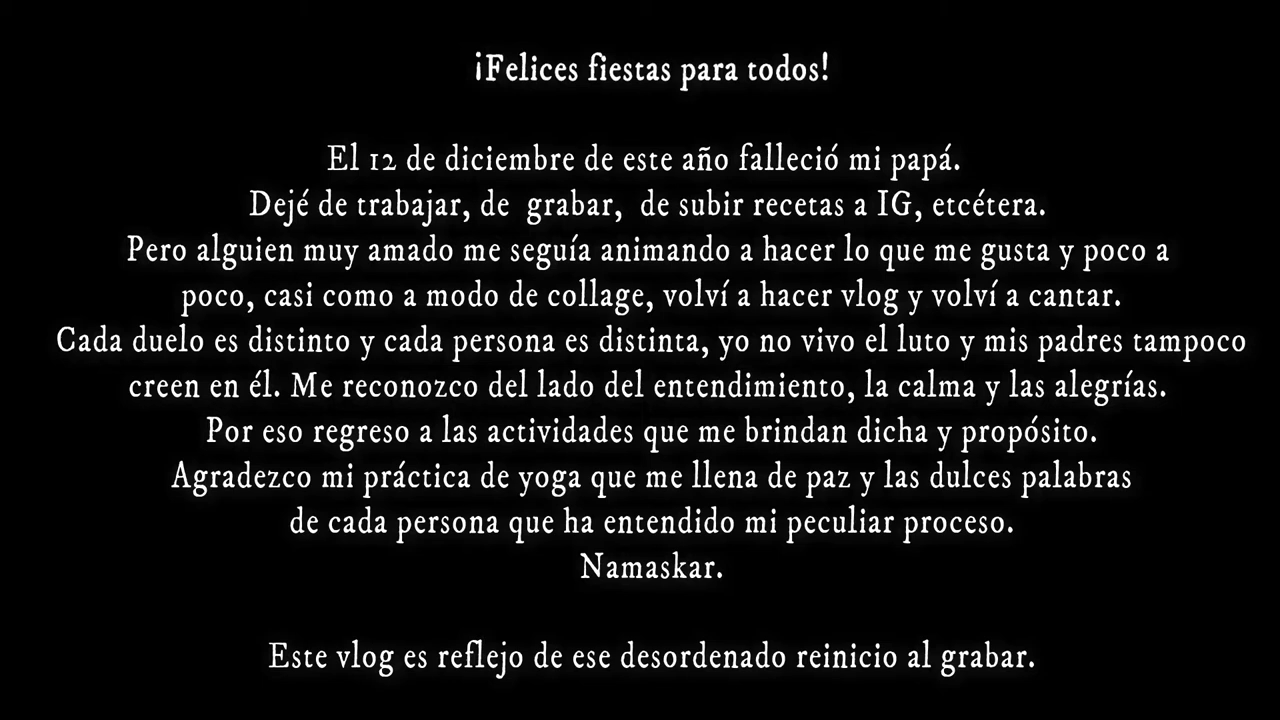 ¡Felices fiestas para todos!
El 12 de diciembre de este año falleció mi papá.
Dejé de trabajar, de grabar, de subir recetas a IG, etcétera.
Pero alguien muy amado me seguía animando a hacer lo que me gusta y poco a
poco, casi como a modo de collage, volví a hacer vlog y volví a cantar.
Cada duelo es distinto y cada persona es distinta, yo no vivo el luto y mis padres tampoco
creen en él. Me reconozco del lado del entendimiento, la calma y las alegrías.
Por eso regreso a las actividades que me brindan dicha y propósito.
Agradezco mi práctica de yoga que me llena de paz y las dulces palabras
de cada persona que ha entendido mi peculiar proceso.
Namaskar.
Este vlog es reflejo de ese desordenado reinicio al grabar.